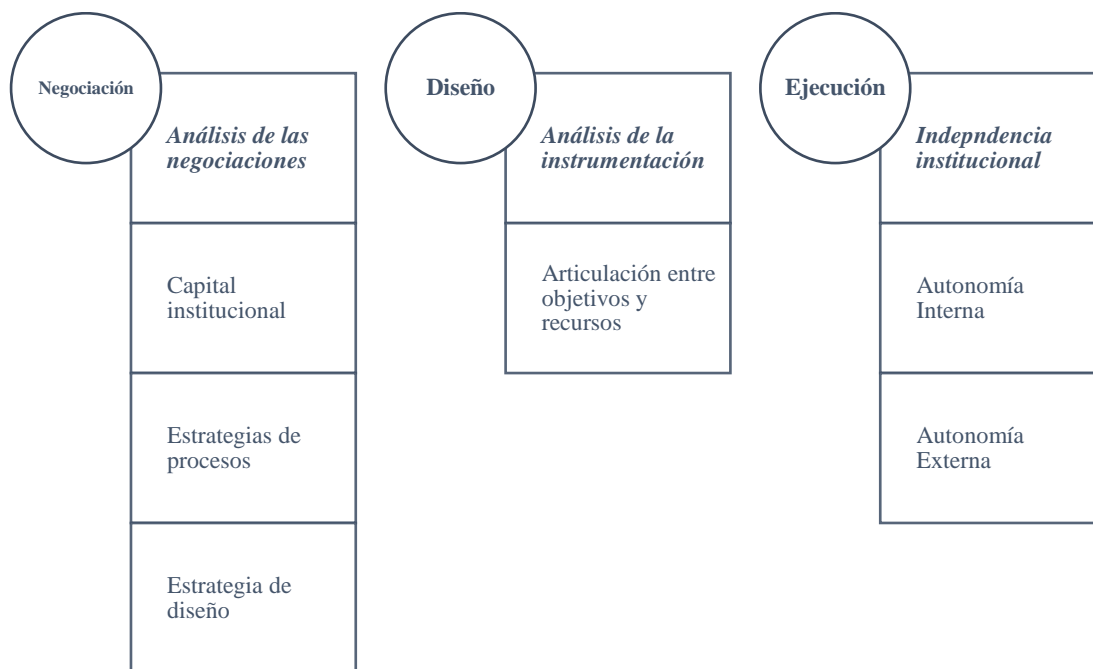 Negociación
Análisis de las
negociaciones
Capital
institucional
Estrategias de
procesos
Estrategia de
diseño
Diseño
Análisis de la
instrumentación
Articulación entre
objetivos y
recursos
Ejecución
Indepndencia
institucional
Autonomía
Interna
Autonomía
Externa